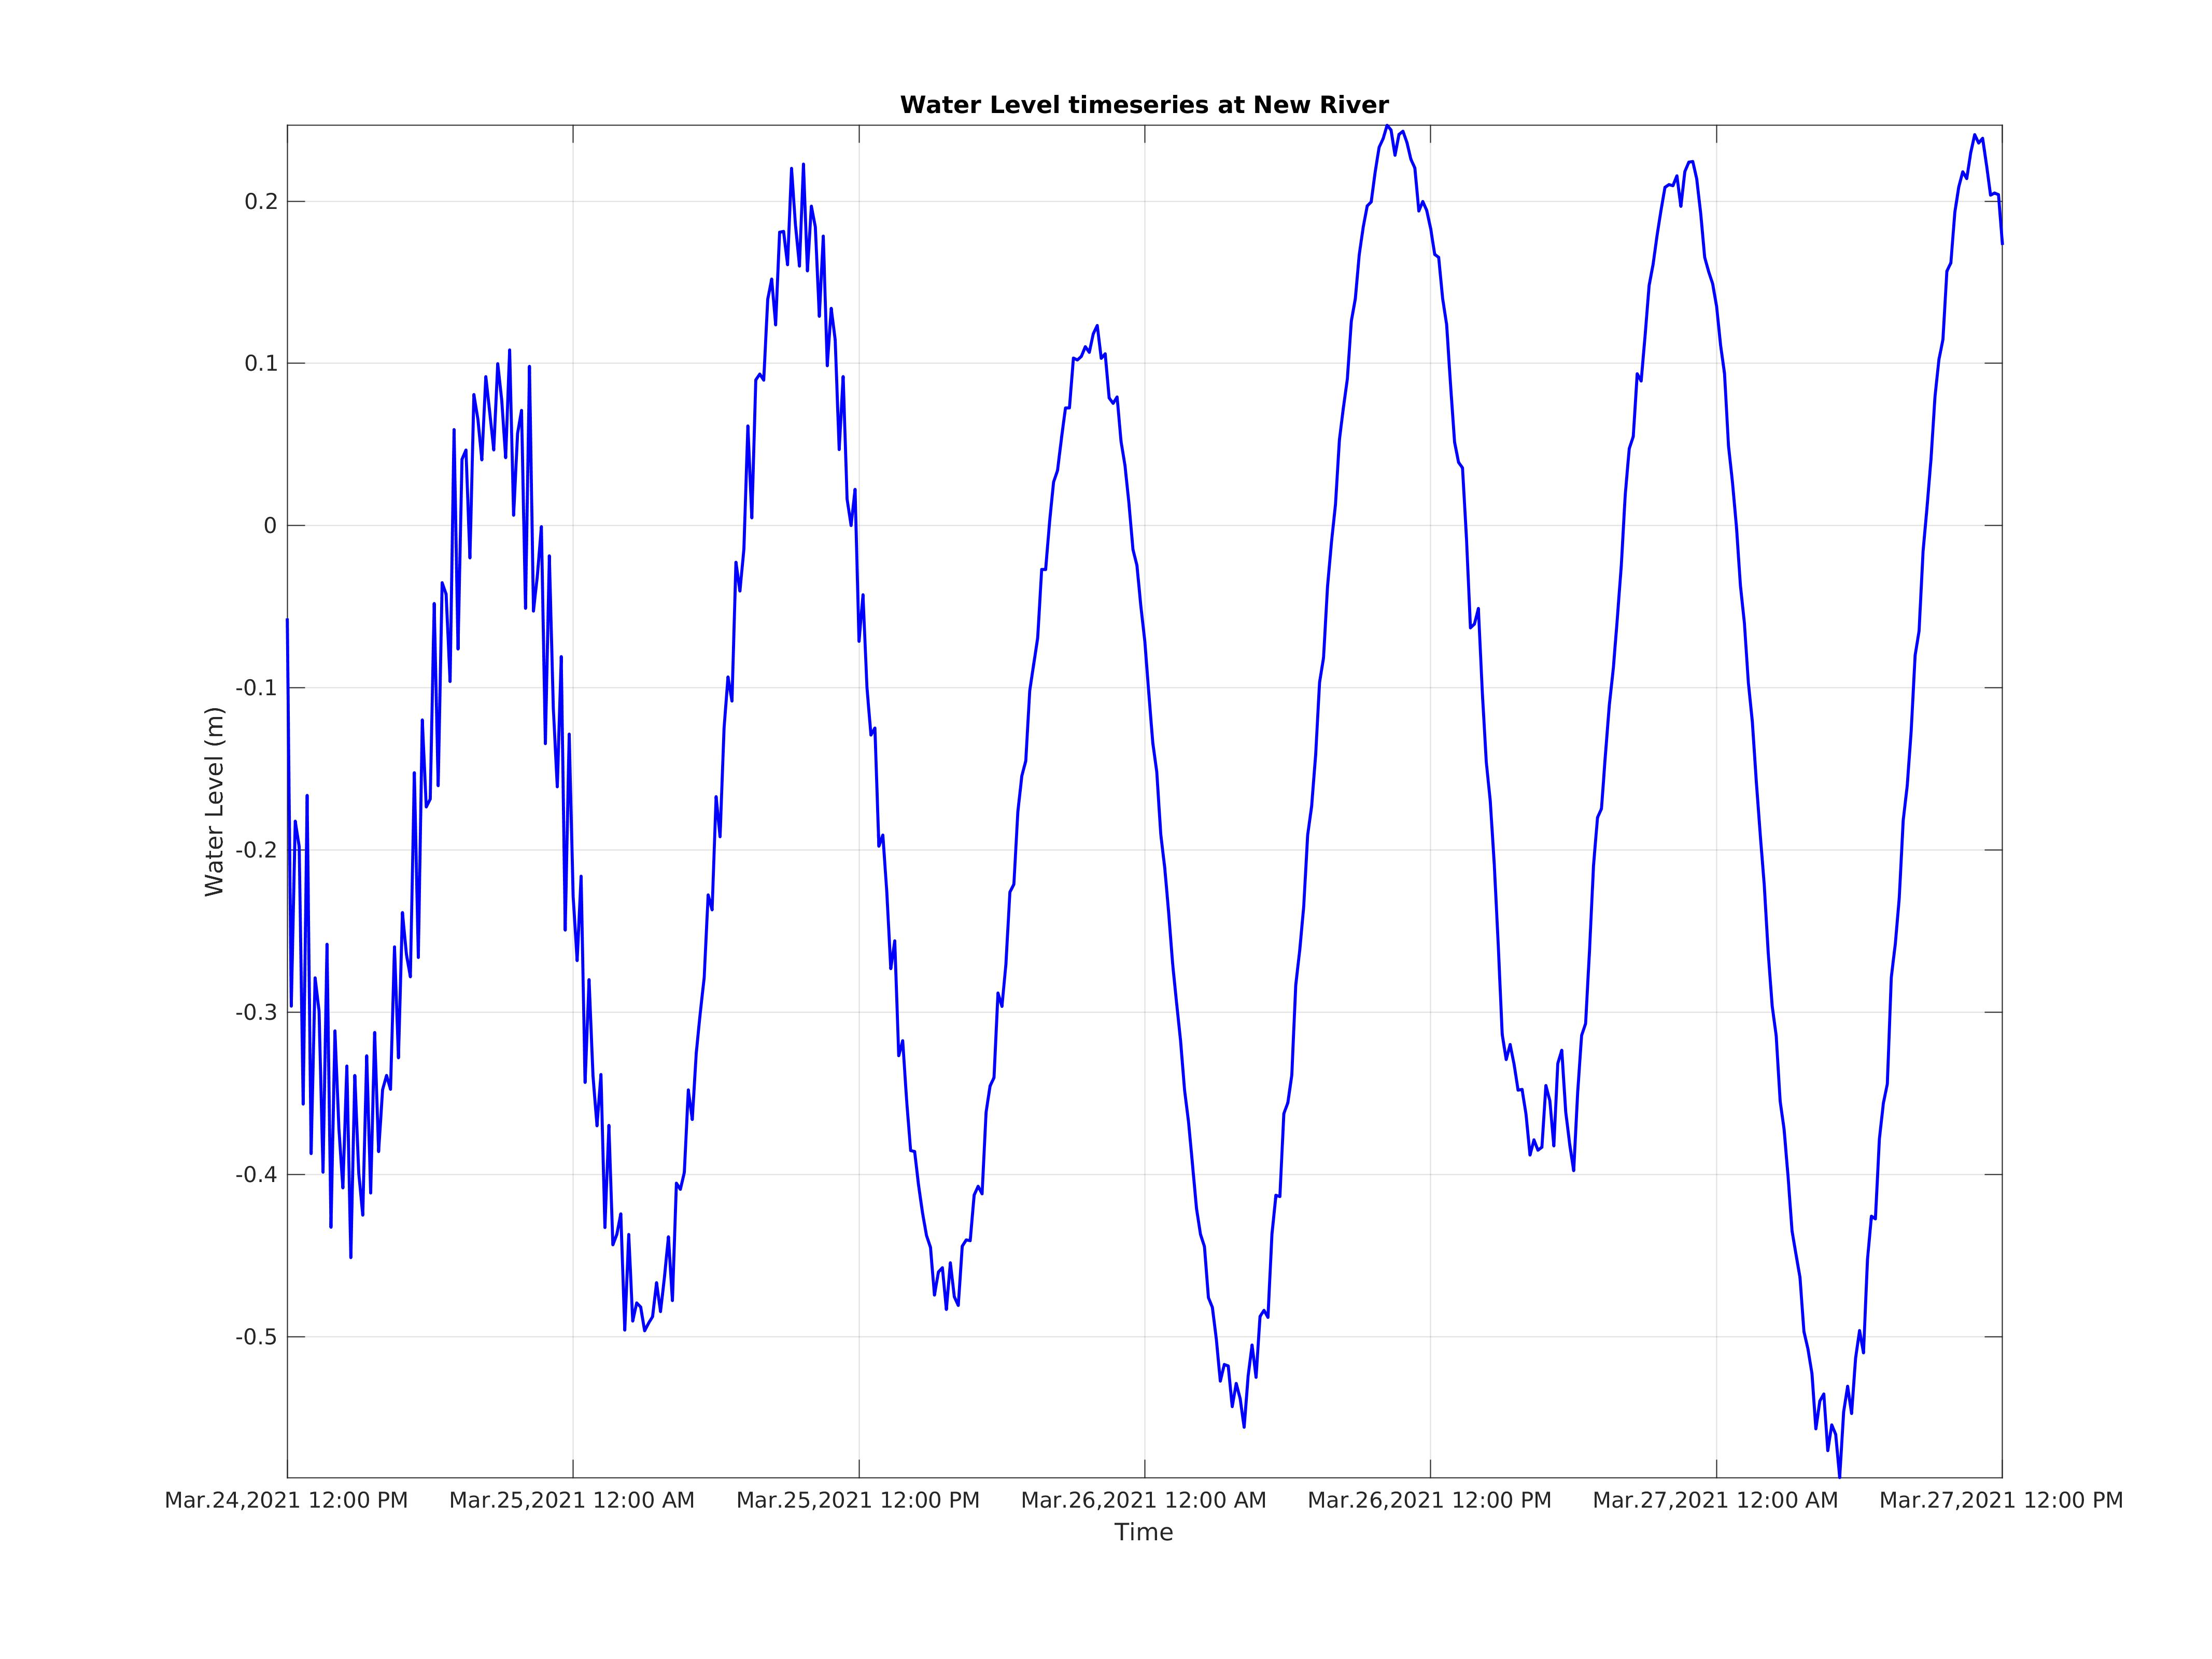 Water Level timeseries at New River
Water Level (m)
0.2
0.1
0
-0.1
-0.2
-0.3
-0.4
-0.5
Mar.24,2021 12:00 PM Mar.25,2021 12:00 AM Mar.25,2021 12:00 PM Mar.26,2021 12:00 AM Mar.26,2021 12:00 PM Mar.27,2021 12:00 AM Mar.27,2021 12:00 PM
Time